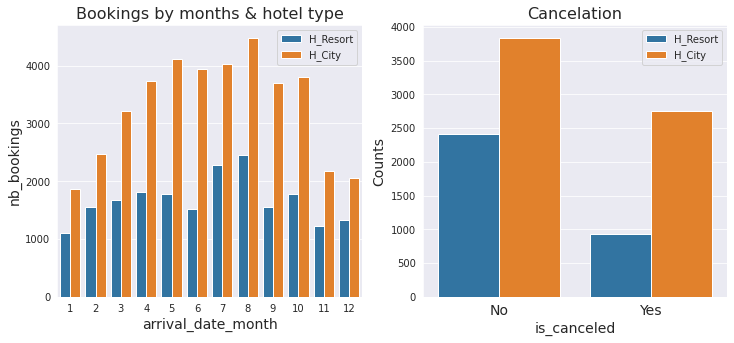 Bookings by months & hotel type
H_Resort
H_City
nb_bookings
4000
3000
2000
1000
0
1 2 3 4 5 6 7 8 9 10 11 12
arrival_date_month
Cancelation
H_Resort
H_City
Counts
4000
3500
3000
2500
2000
1500
1000
500
0
No Yes
is_canceled